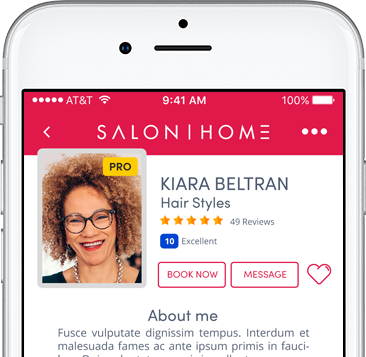 AT&T 9:41 AM 100%
SALON|HOME
PRO
KIARA BELTRAN
Hair Styles
49 Reviews
10 Excellent
BOOK NOW MESSAGE
About me
Fusce vulputate dignissim tempus. Interdum et
malesuada fames ac ante ipsum primis in fauci-